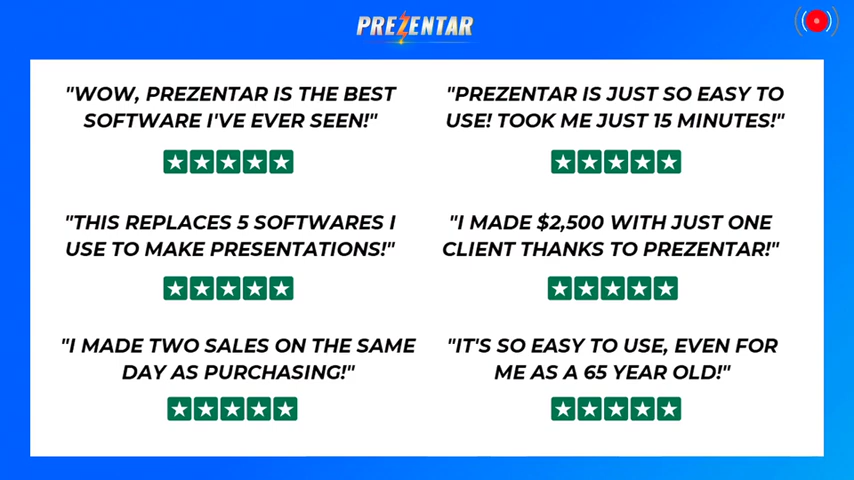 PREZENTAR
"WOW, PREZENTAR IS THE BEST
SOFTWARE I'VE EVER SEEN!"
"PREZENTAR IS JUST SO EASY TO
USE! TOOK ME JUST 15 MINUTES!"
"THIS REPLACES 5 SOFTWARES I
USE TO MAKE PRESENTATIONS!"
"I MADE $2,500 WITH JUST ONE
CLIENT THANKS TO PREZENTAR!"
"I MADE TWO SALES ON THE SAME
DAY AS PURCHASING!"
"IT'S SO EASY TO USE, EVEN FOR
ME AS A 65 YEAR OLD!"